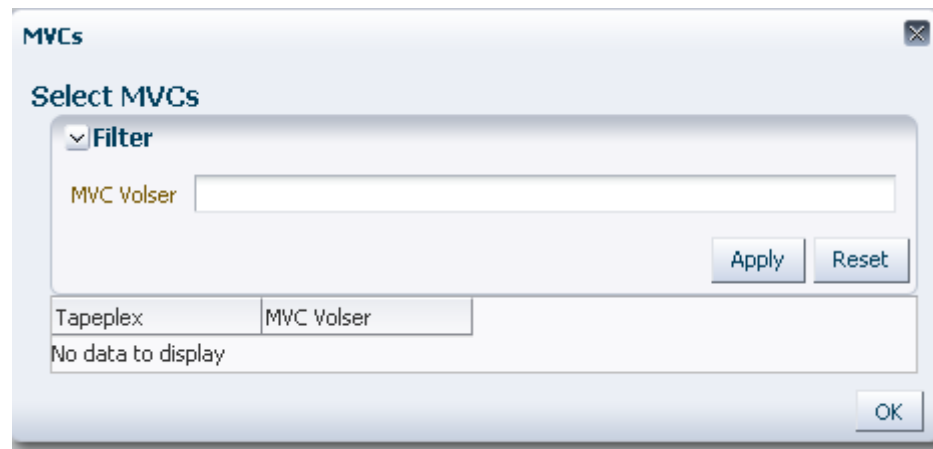 MVCs
Select MVCs
Filter
MVC Volser
Apply Reset
Tapeplex MVC Volser
No data to display
OK